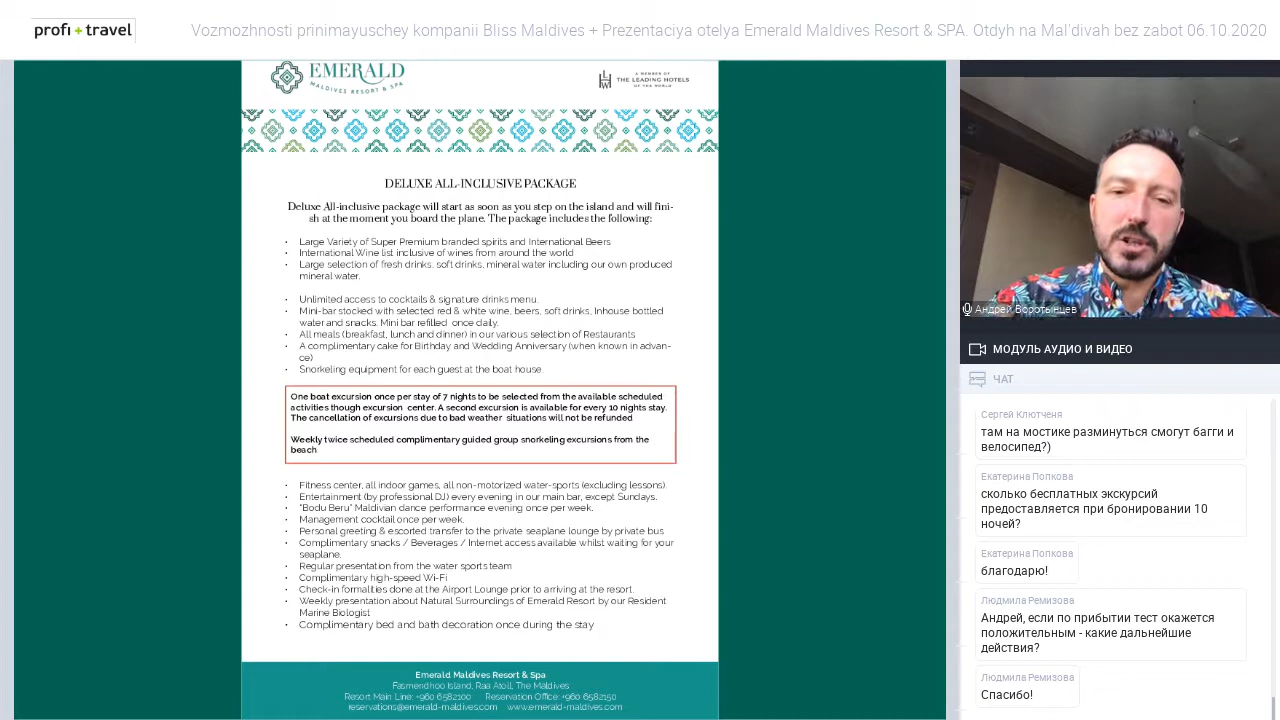 profi + travel
Vozmozhnosti prinimayuschey kompanii Bliss Maldives + Prezentaciya otelya Emerald Maldives Resort & SPA. Otdyh na Mal'divah bez zabot 06.10.2020
EMERALD
MALDIVES RESORT & SPA
A MEMBER OF
THE LEADING HOTELS
OF THE WORLD
DELUXE ALL-INCLUSIVE PACKAGE
Deluxe All-inclusive package will start as soon as you step on the island and will fini-
sh at the moment you board the plane. The package includes the following:
• Large Variety of Super Premium branded spirits and International Beers
• International Wine list inclusive of wines from around the world
• Large selection of fresh drinks, soft drinks, mineral water including our own produced
mineral water.
• Unlimited access to cocktails & signature drinks menu.
• Mini-bar stocked with selected red & white wine, beers, soft drinks, Inhouse bottled
water and snacks. Mini bar refilled once daily.
• All meals (breakfast, lunch and dinner) in our various selection of Restaurants
• A complimentary cake for Birthday and Wedding Anniversary (when known in advan-
ce)
• Snorkeling equipment for each guest at the boat house.
One boat excursion once per stay of 7 nights to be selected from the available scheduled
activities though excursion center. A second excursion is available for every 10 nights stay.
The cancellation of excursions due to bad weather situations will not be refunded
Weekly twice scheduled complimentary guided group snorkeling excursions from the
beach
• Fitness center, all indoor games, all non-motorized water-sports (excluding lessons).
• Entertainment (by professional DJ) every evening in our main bar, except Sundays.
• "Bodu Beru" Maldivian dance performance evening once per week.
• Management cocktail once per week.
• Personal greeting & escorted transfer to the private seaplane lounge by private bus
• Complimentary snacks / Beverages / Internet access available whilst waiting for your
seaplane.
• Regular presentation from the water sports team
• Complimentary high-speed Wi-Fi
• Check-in formalities done at the Airport Lounge prior to arriving at the resort.
• Weekly presentation about Natural Surroundings of Emerald Resort by our Resident
Marine Biologist
• Complimentary bed and bath decoration once during the stay
Emerald Maldives Resort & Spa
Fasmendhoo Island, Raa Atoll, The Maldives
Resort Main Line: +960 6582100 Reservation Office: +960 6582150
reservations@emerald-maldives.com www.emerald-maldives.com
Андрей Воротынцев
МОДУЛЬ АУДИО И ВИДЕО
ЧАТ
Сергей Клютченя
там на мостике разминуться смогут багги и
велосипед?)
Екатерина Попкова
сколько бесплатных экскурсий
предоставляется при бронировании 10
ночей?
Екатерина Попкова
благодарю!
Людмила Ремизова
Андрей, если по прибытии тест окажется
положительным - какие дальнейшие
действия?
Людмила Ремизова
Спасибо!